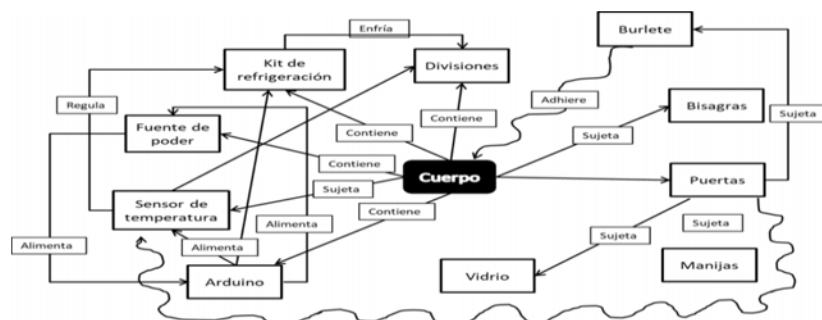 Enfría
Burlete
Kit de
refrigeración
Divisiones
Regula
Adhiere
Bisagras
Fuente de
poder
Contiene
Contiene
Sujeta
Sujeta
Contiene
Cuerpo
Puertas
Sensor de
temperatura
Sujeta
Contiene
Alimenta
Alimenta
Alimenta
Sujeta
Sujeta
Arduino
Vidrio
Manijas